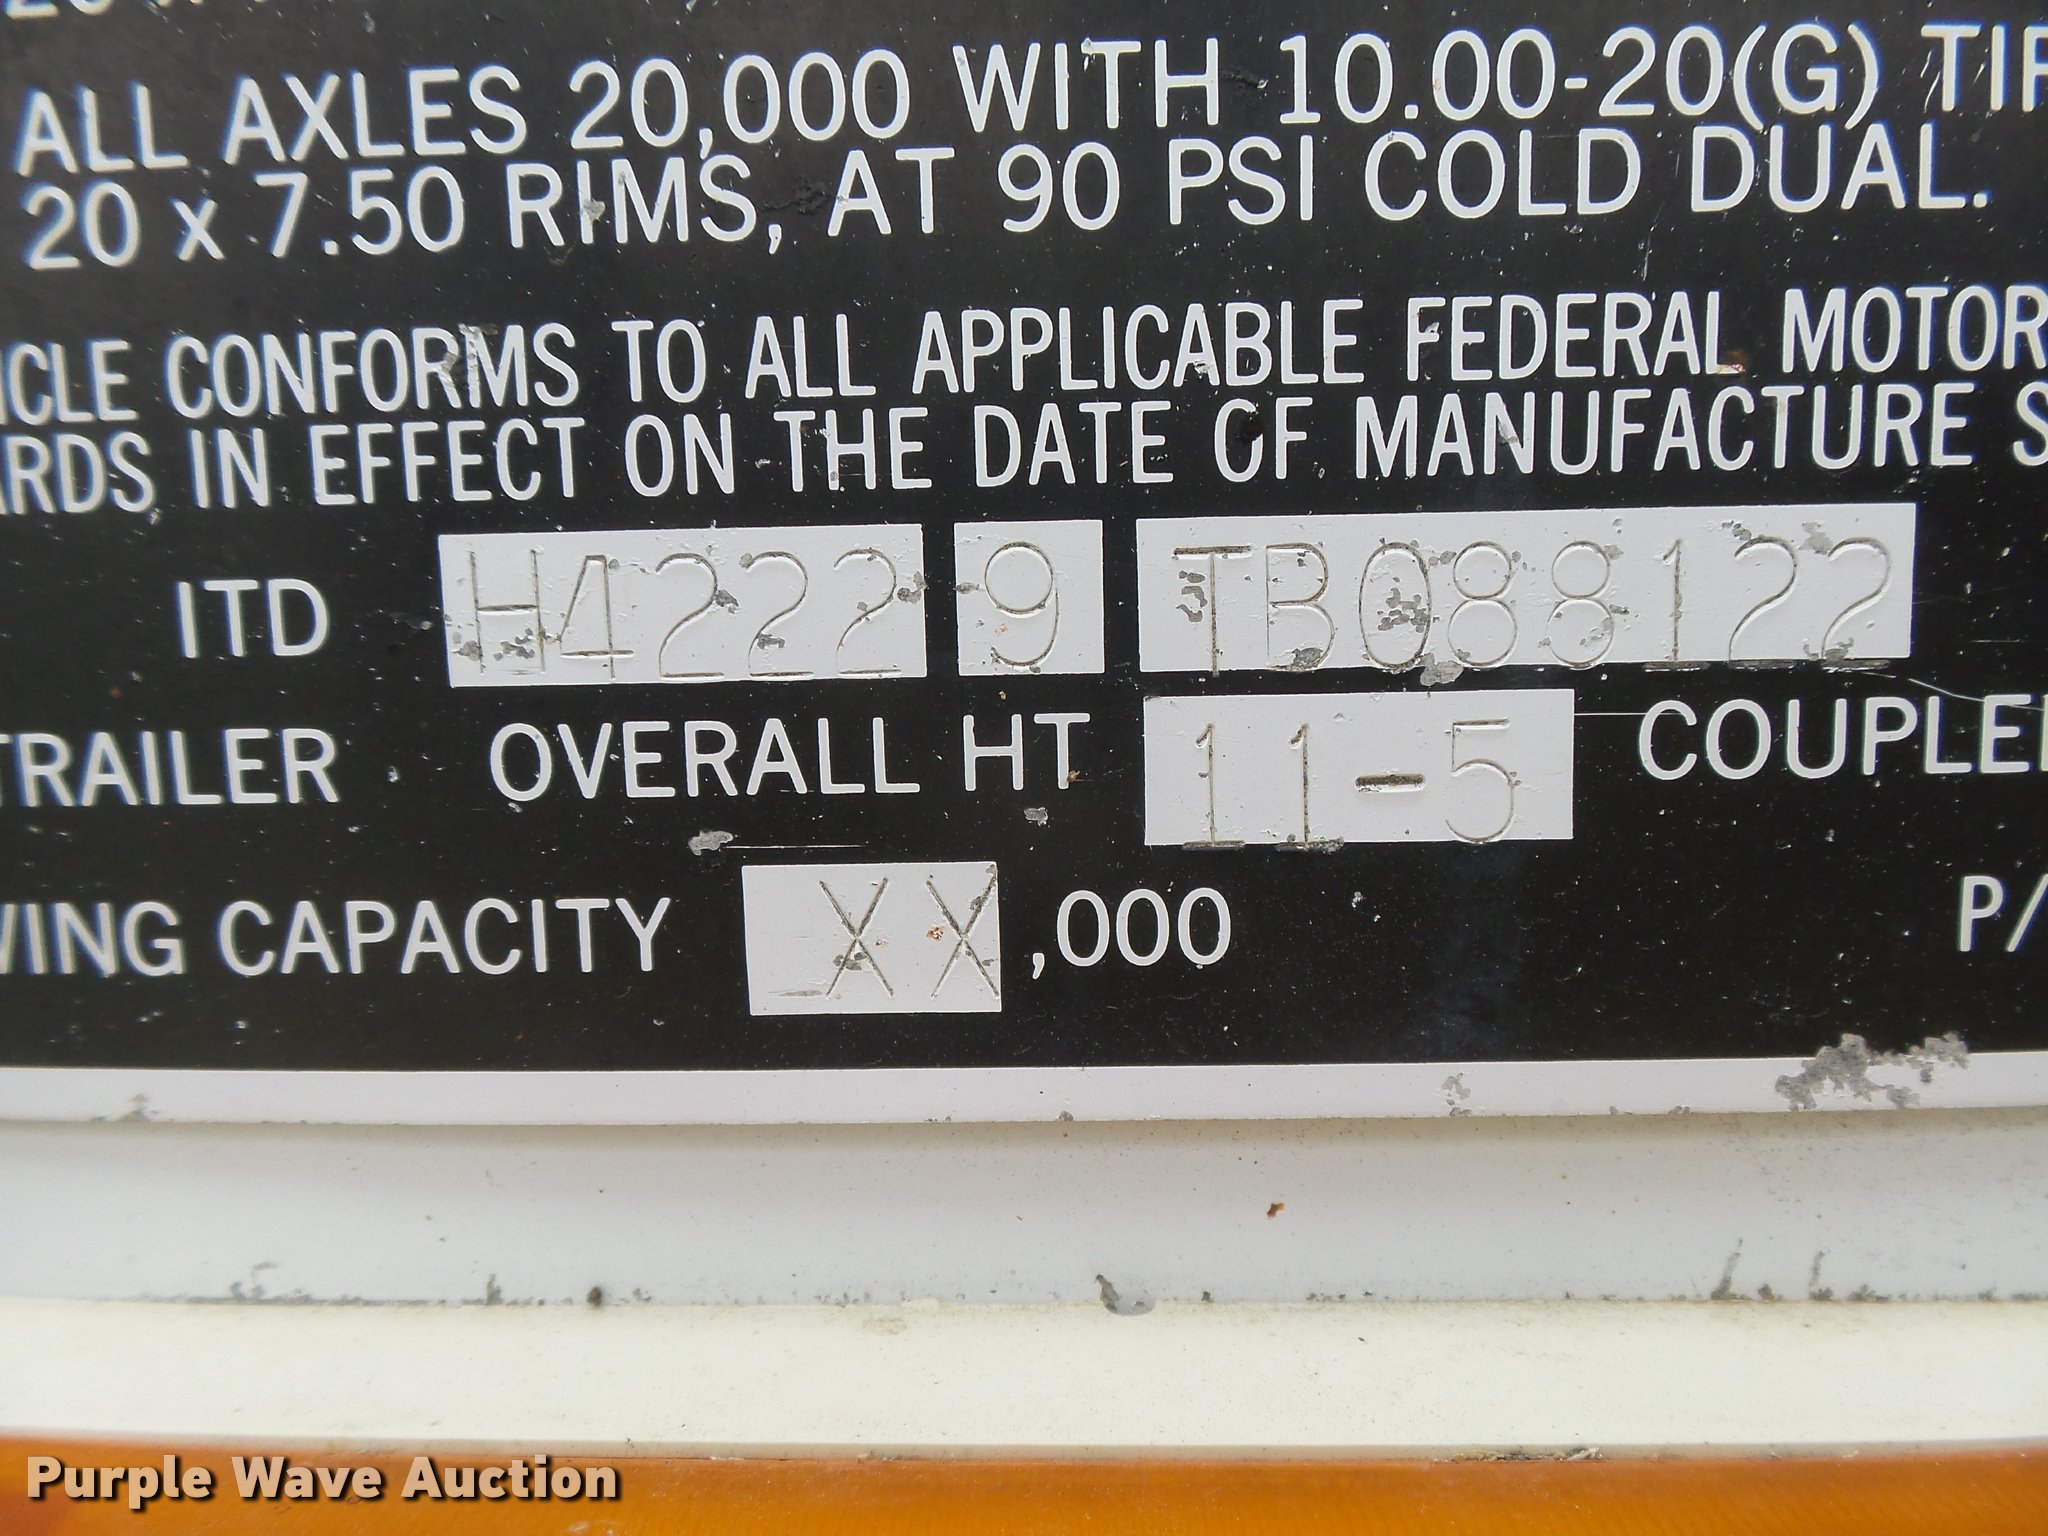 ALL AXLES 20,000 WITH 10.00-20(G) TIR
20 x 7.50 RIMS, AT 90 PSI COLD DUAL.
ICLE CONFORMS TO ALL APPLICABLE FEDERAL MOTOR
ARDS IN EFFECT ON THE DATE OF MANUFACTURE S
ITD H4222 9 TB088122
TRAILER OVERALL HT 11-5 COUPLE
WING CAPACITY XX,000 P/
Purple Wave Auction